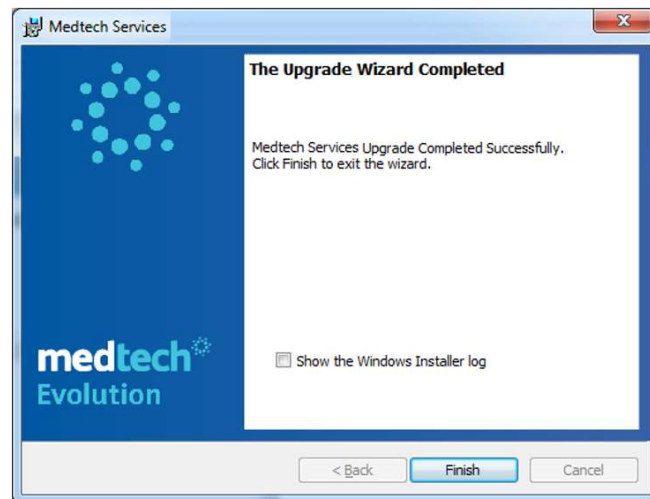 Medtech Services
The Upgrade Wizard Completed
Medtech Services Upgrade Completed Successfully.
Click Finish to exit the wizard.
medtech
Evolution
Show the Windows Installer log
< Back
Finish
Cancel